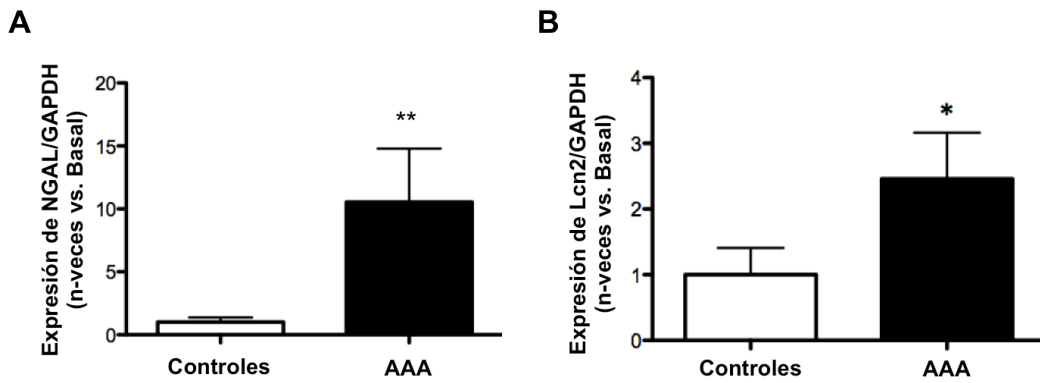 A
Expresión de NGAL/GAPDH
(n-veces vs. Basal)
20
15
10
5
0
**
Controles
AAA
B
Expresión de Lcn2/GAPDH
(n-veces vs. Basal)
4
3
2
1
0
*
Controles
AAA